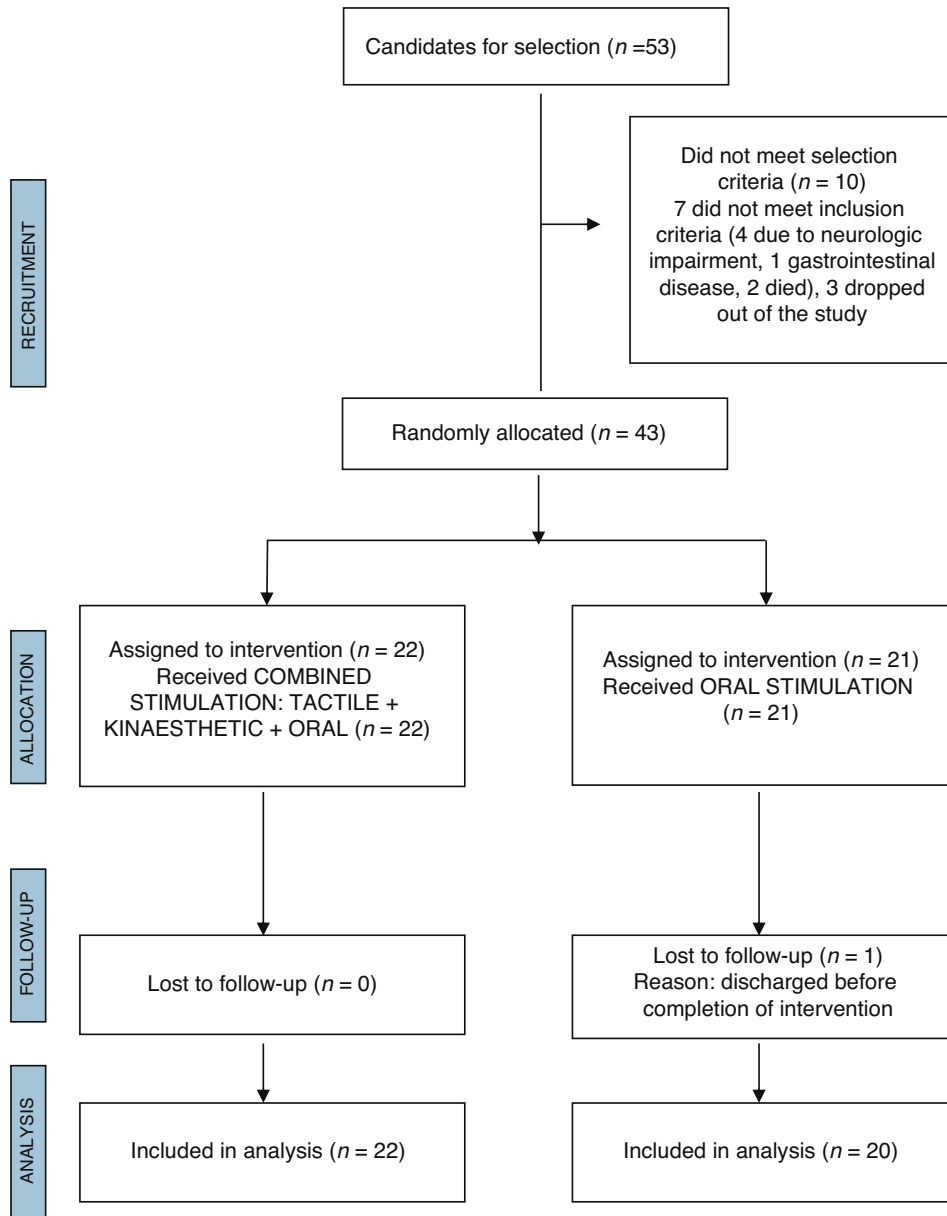 Candidates for selection (n =53)
RECRUITMENT
Did not meet selection
criteria (n = 10)
7 did not meet inclusion
criteria (4 due to neurologic
impairment, 1 gastrointestinal
disease, 2 died), 3 dropped
out of the study
Randomly allocated (n = 43)
ALLOCATION
Assigned to intervention (n = 22)
Received COMBINED
STIMULATION: TACTILE +
KINAESTHETIC + ORAL (n = 22)
Assigned to intervention (n = 21)
Received ORAL STIMULATION
(n = 21)
FOLLOW-UP
Lost to follow-up (n = 0)
Lost to follow-up (n = 1)
Reason: discharged before
completion of intervention
ANALYSIS
Included in analysis (n = 22)
Included in analysis (n = 20)